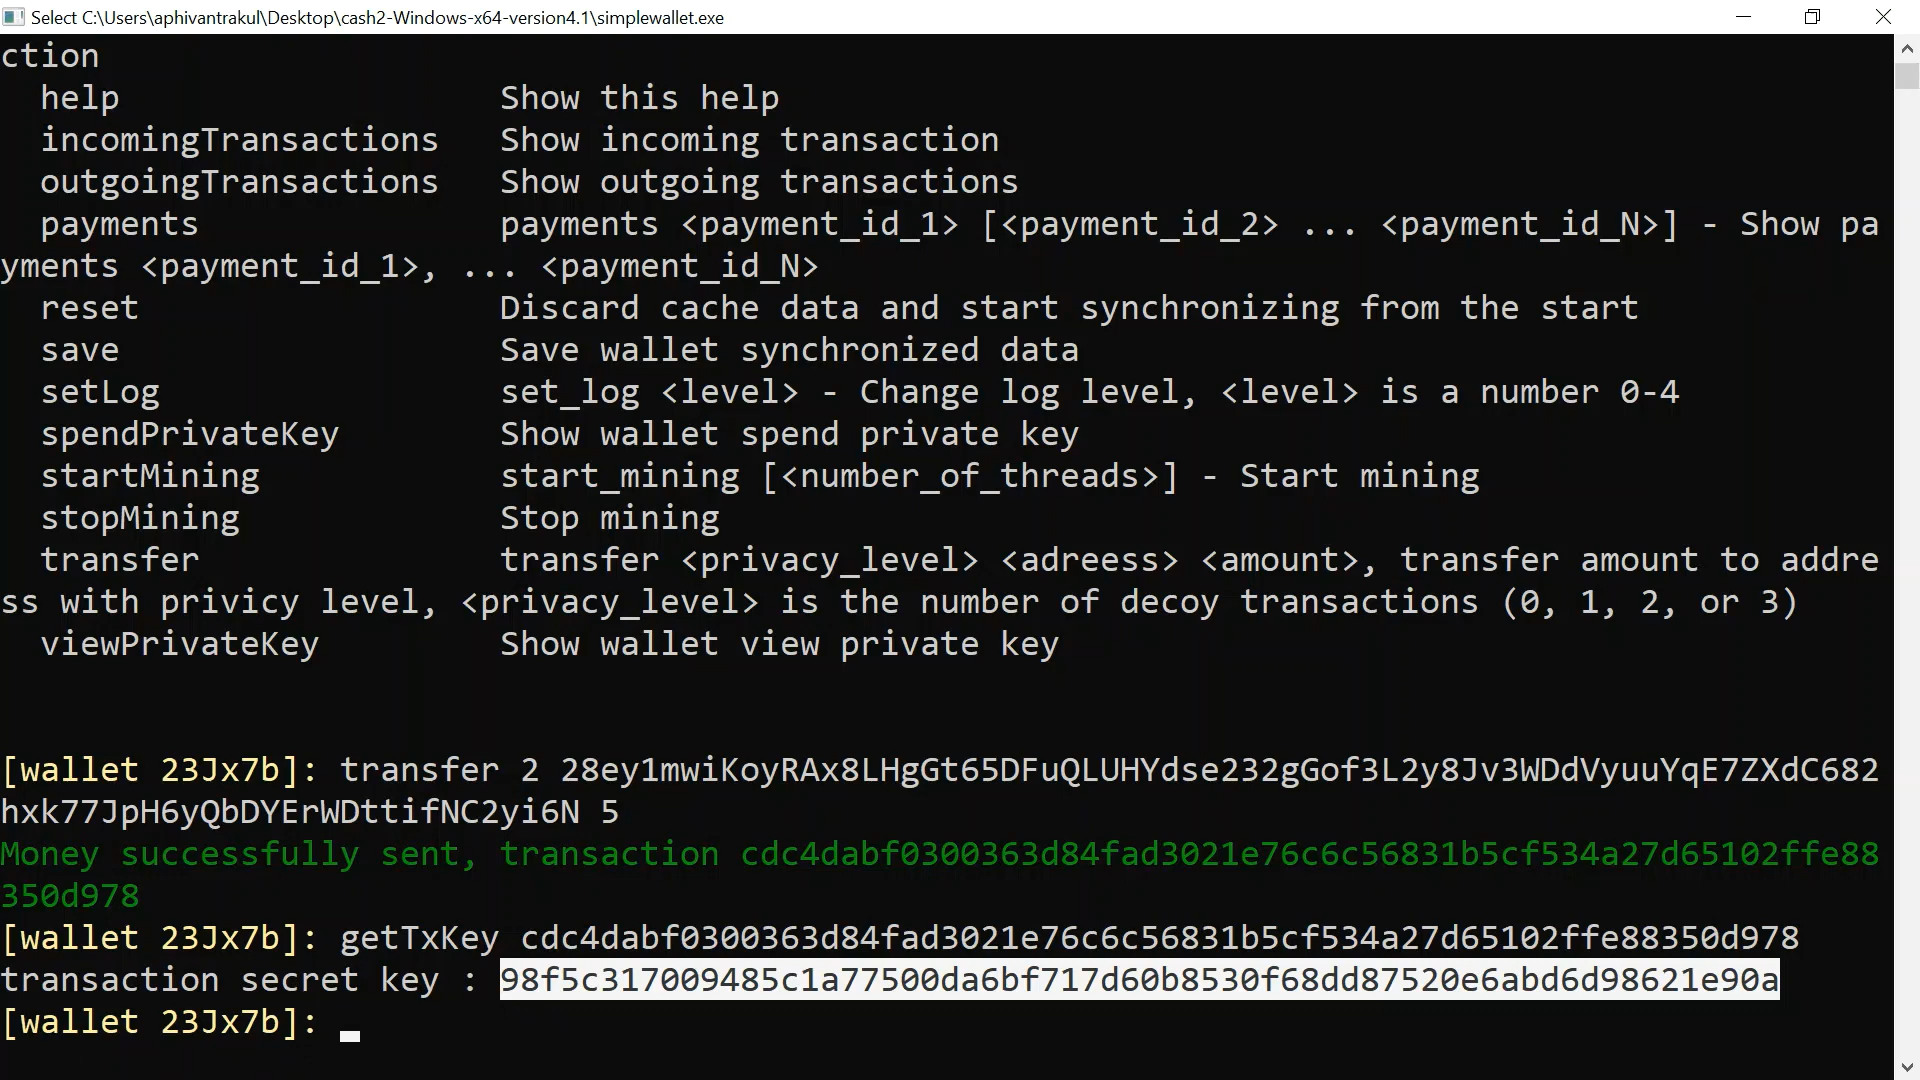 Select C:\Users\aphivantrakul\Desktop\cash2-Windows-x64-version4.1\simplewallet.exe
ction
help Show this help
incomingTransactions Show incoming transaction
outgoingTransactions Show outgoing transactions
payments payments <payment_id_1> [<payment_id_2> ... <payment_id_N>] - Show pa
yments <payment_id_1>, ... <payment_id_N>
reset Discard cache data and start synchronizing from the start
save Save wallet synchronized data
setLog set_log <level> - Change log level, <level> is a number 0-4
spendPrivateKey Show wallet spend private key
startMining start_mining [<number_of_threads>] - Start mining
stopMining Stop mining
transfer transfer <privacy_level> <adreess> <amount>, transfer amount to addre
ss with privicy level, <privacy_level> is the number of decoy transactions (0, 1, 2, or 3)
viewPrivateKey Show wallet view private key
[wallet 23Jx7b]: transfer 2 28ey1mwiKoyRAx8LHgGt65DFuQLUHYdse232gGof3L2y8Jv3WDdVyuuYqE7ZXdC682
hxk77JpH6yQbDYErWDttifNC2yi6N 5
Money successfully sent, transaction cdc4dabf0300363d84fad3021e76c6c56831b5cf534a27d65102ffe88
350d978
[wallet 23Jx7b]: getTxKey cdc4dabf0300363d84fad3021e76c6c56831b5cf534a27d65102ffe88350d978
transaction secret key : 98f5c317009485c1a77500da6bf717d60b8530f68dd87520e6abd6d98621e90a
[wallet 23Jx7b]: